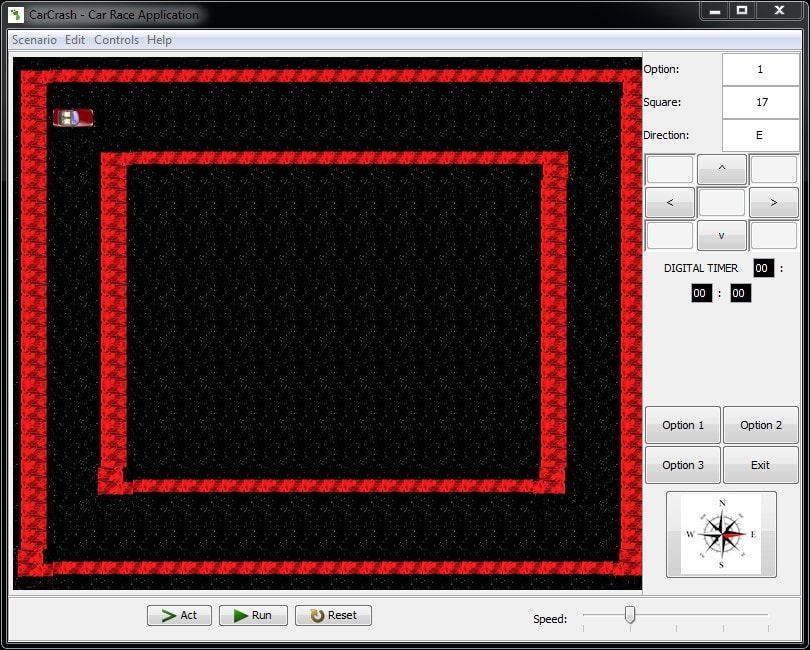 CarCrash - Car Race Application
Scenario Edit Controls Help
Option: 1
Square: 17
Direction: E
^
< >
v
DIGITAL TIMER 00 :
00 : 00
Option 1 Option 2
Option 3 Exit
N
W E
S
Act Run Reset Speed: